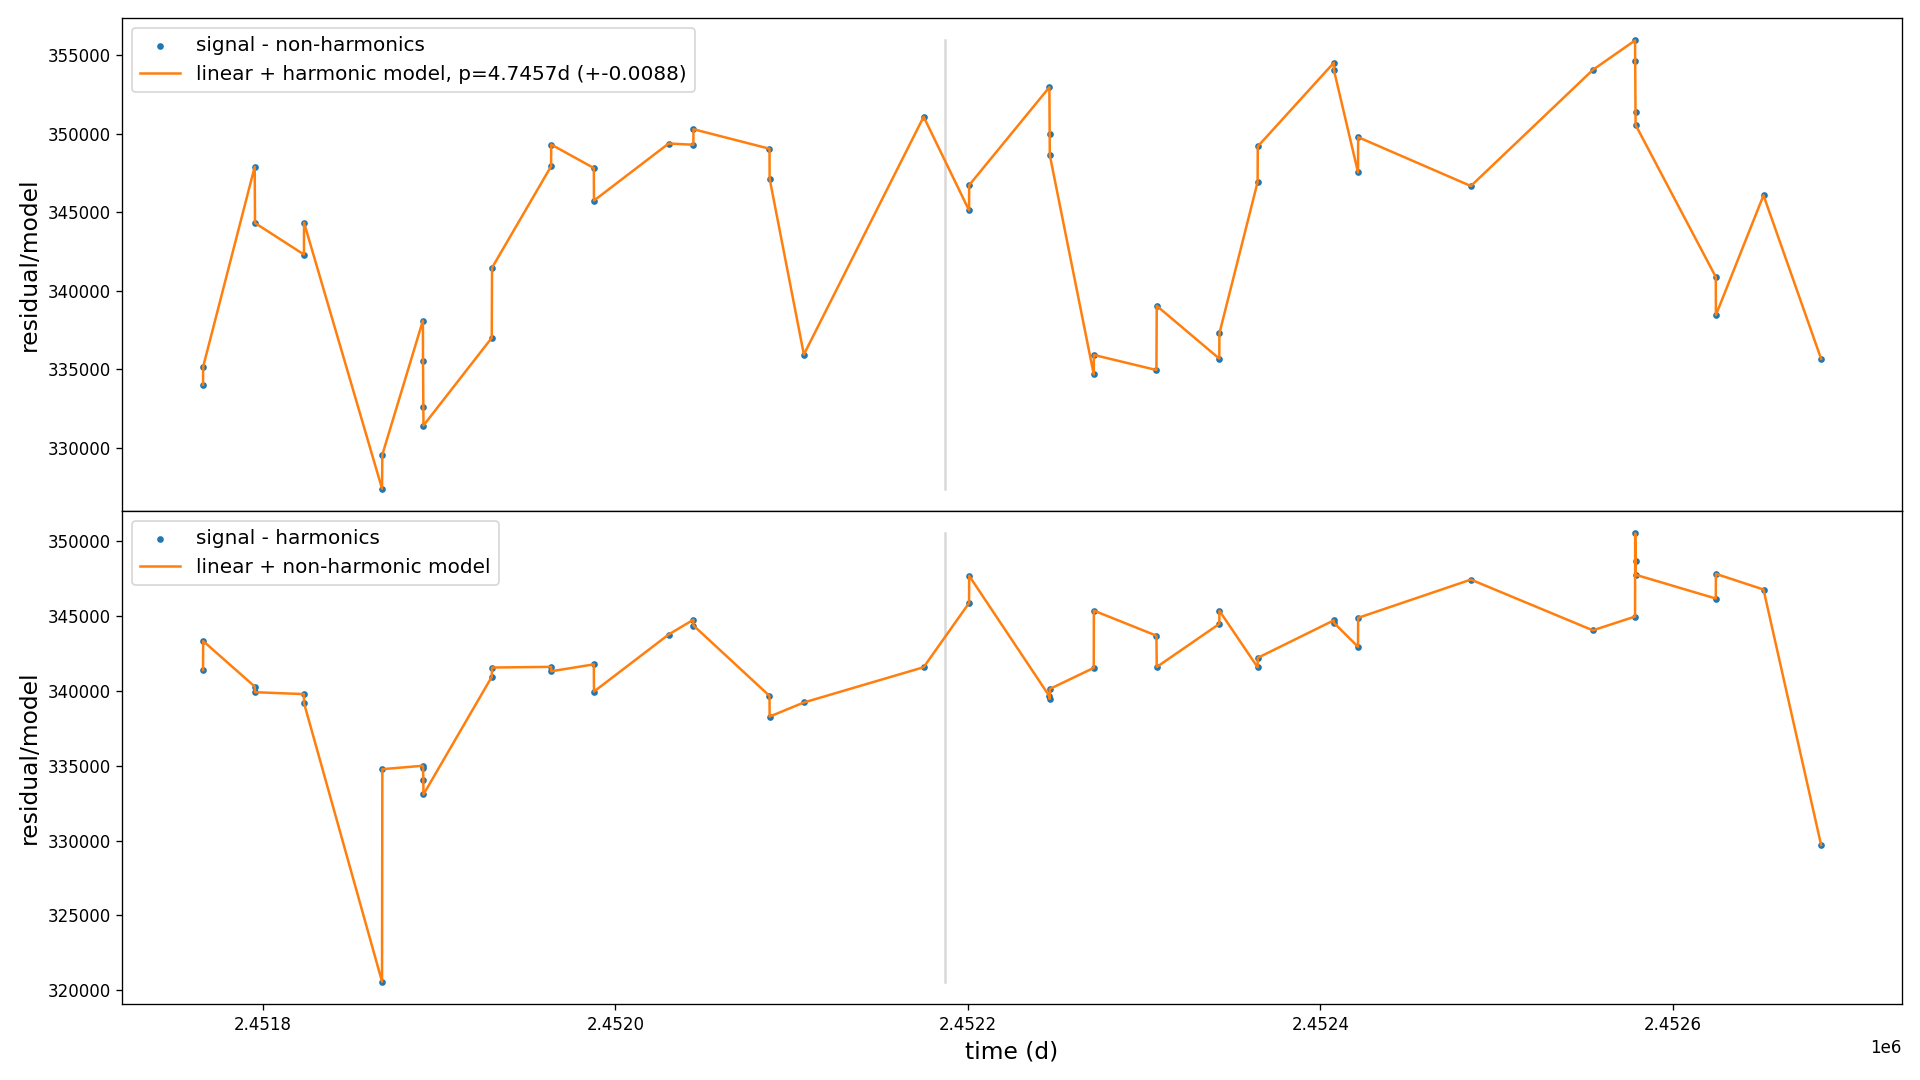 signal - non-harmonics
linear + harmonic model, p=4.7457d (+-0.0088)
355000
350000
345000
340000
335000
330000
residual/model
signal - harmonics
linear + non-harmonic model
350000
345000
340000
335000
330000
325000
320000
residual/model
2.4518 2.4520 2.4522 2.4524 2.4526
time (d)
1e6